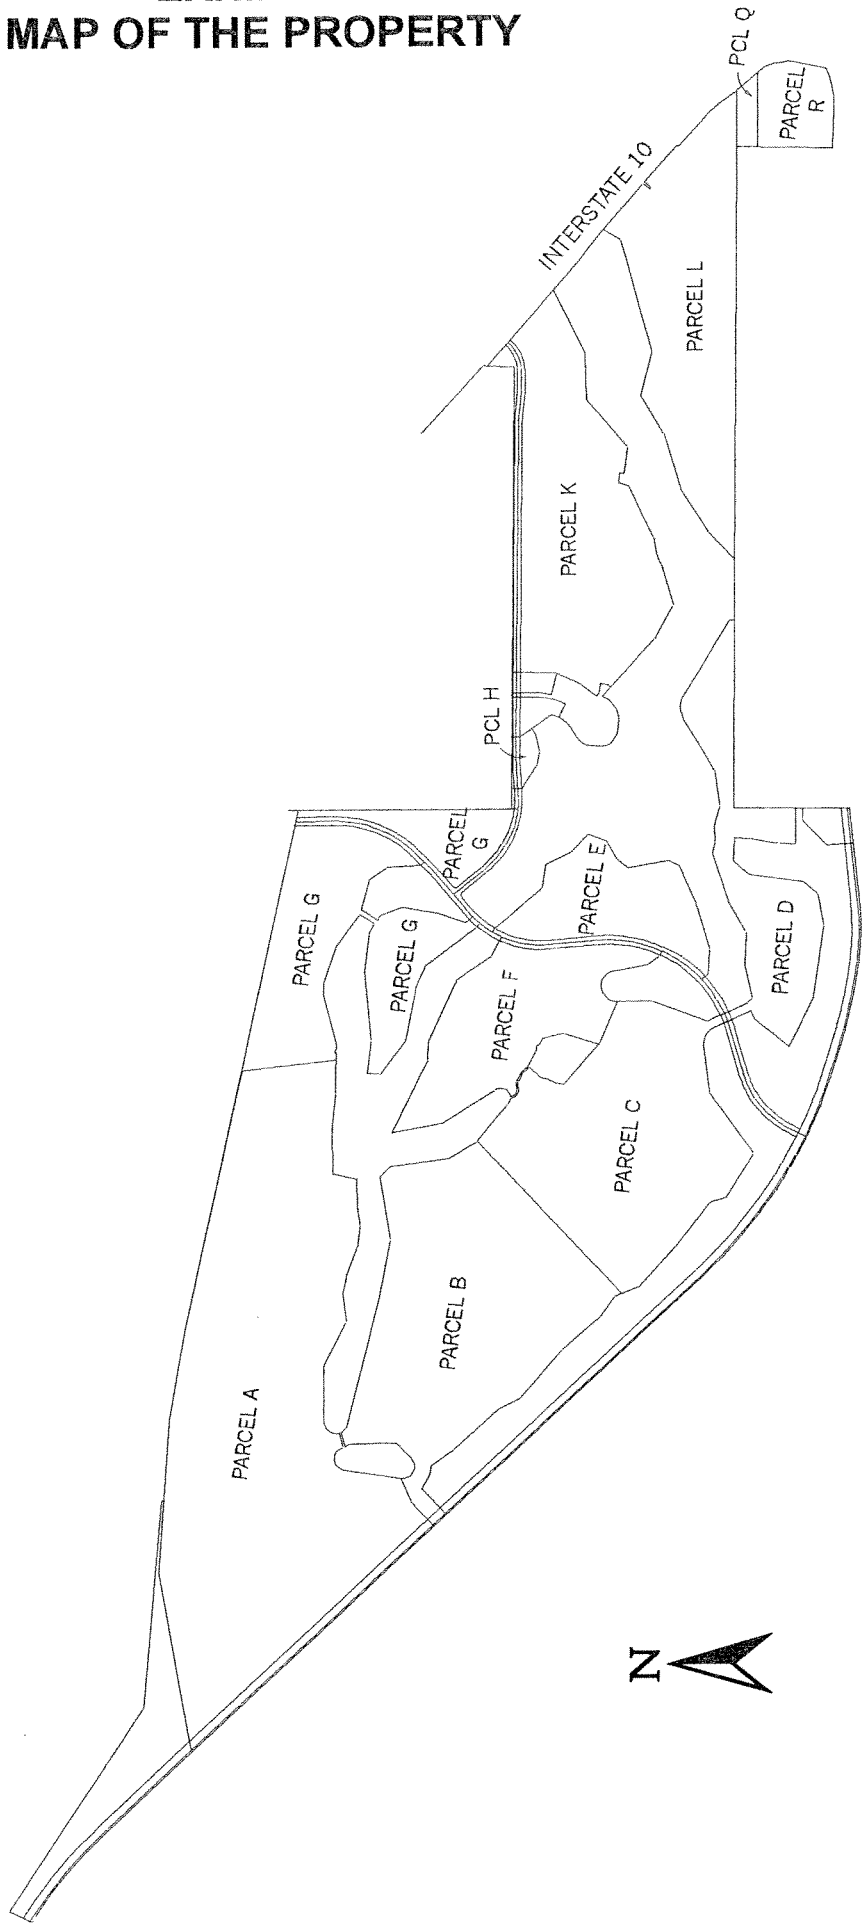 MAP OF THE PROPERTY
PCL Q
PARCEL
R
INTERSTATE 10
PARCEL L
PARCEL K
PCL H
PARCEL
G
PARCEL G
PARCEL G
PARCEL E
PARCEL D
PARCEL F
PARCEL C
PARCEL B
PARCEL A
N